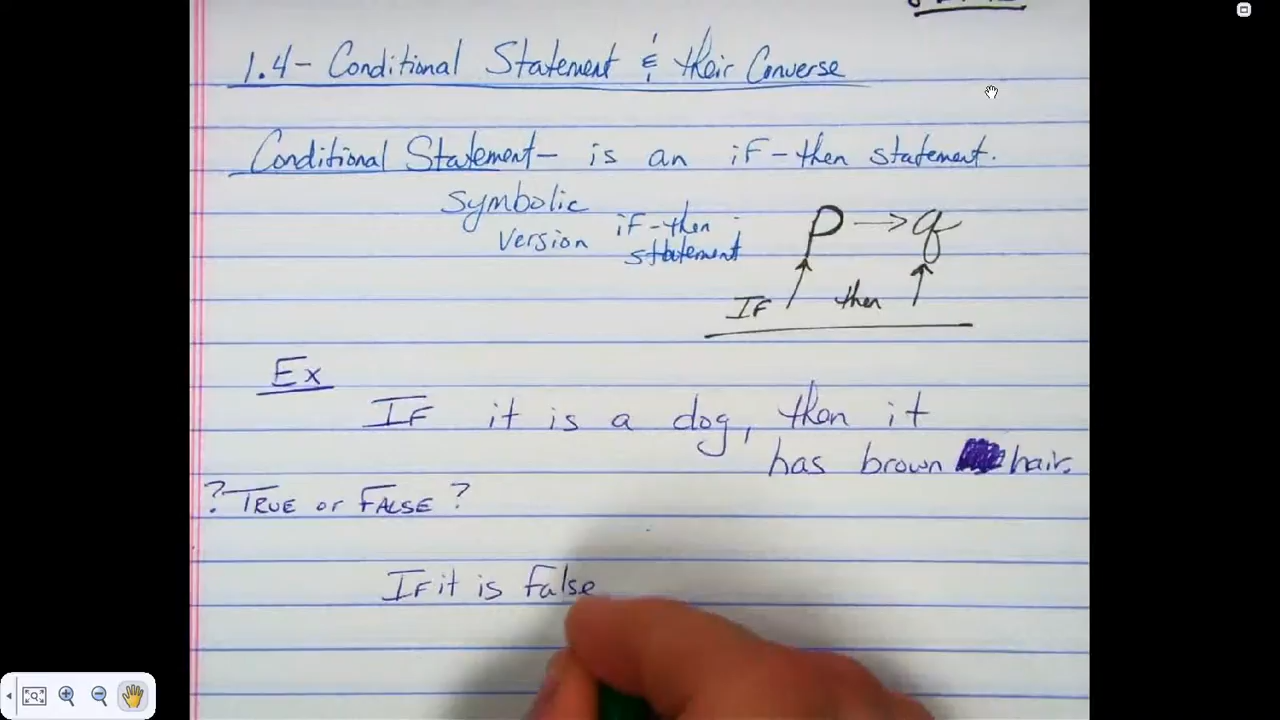 1.4- Conditional Statement & their Converse
Conditional Statement- is an if-then statement.
Symbolic
Version
if-then
statement
P → q
IF then
Ex
IF it is a dog, then it
has brown hair.
? TRUE or FALSE ?
IF it is False